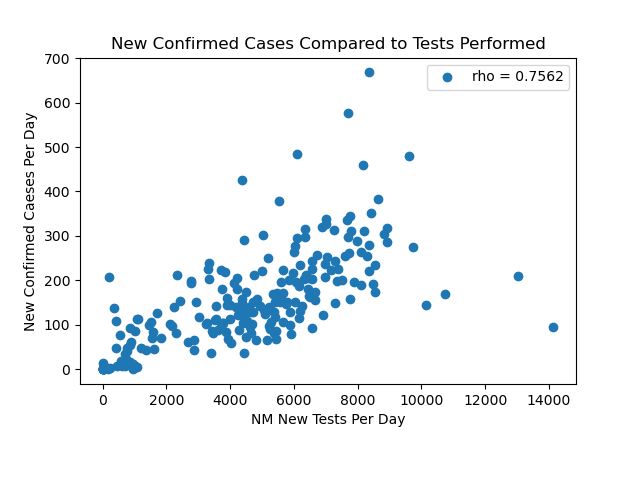 New Confirmed Cases Compared to Tests Performed
rho = 0.7562
New Confirmed Caeses Per Day
700
600
500
400
300
200
100
0
0 2000 4000 6000 8000 10000 12000 14000
NM New Tests Per Day